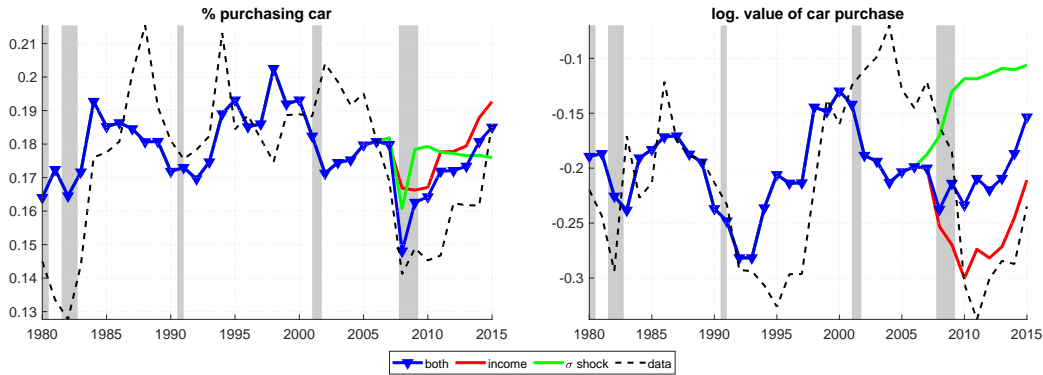 % purchasing car
0.21
0.2
0.19
0.18
0.17
0.16
0.15
0.14
0.13
1980 1985 1990 1995 2000 2005 2010 2015
log. value of car purchase
-0.1
-0.15
-0.2
-0.25
-0.3
1980 1985 1990 1995 2000 2005 2010 2015
both income σ shock data